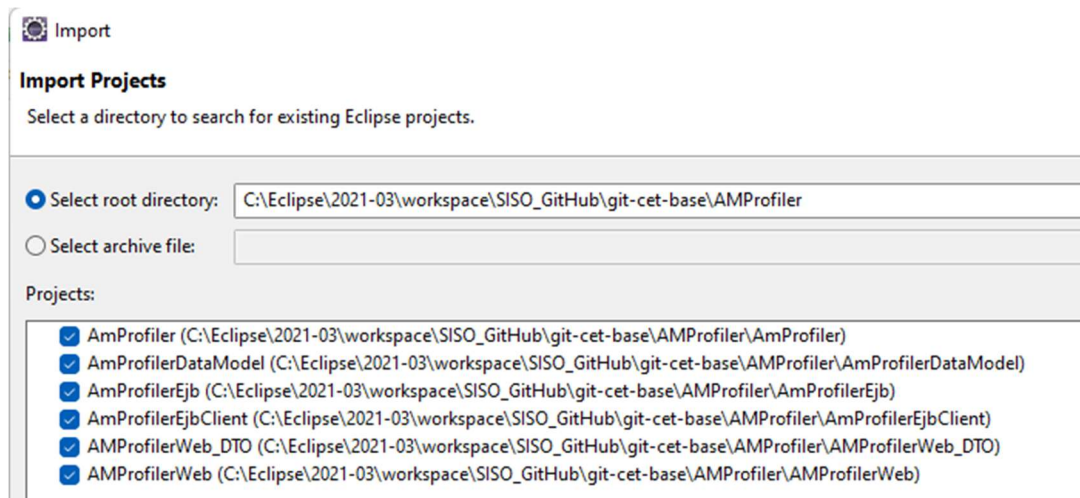 Import
Import Projects
Select a directory to search for existing Eclipse projects.
Select root directory: C:\Eclipse\2021-03\workspace\SISO_GitHub\git-cet-base\AMProfiler
Select archive file:
Projects:
AmProfiler (C:\Eclipse\2021-03\workspace\SISO_GitHub\git-cet-base\AMProfiler\AmProfiler)
AmProfilerDataModel (C:\Eclipse\2021-03\workspace\SISO_GitHub\git-cet-base\AMProfiler\AmProfilerDataModel)
AmProfilerEjb (C:\Eclipse\2021-03\workspace\SISO_GitHub\git-cet-base\AMProfiler\AmProfilerEjb)
AmProfilerEjbClient (C:\Eclipse\2021-03\workspace\SISO_GitHub\git-cet-base\AMProfiler\AmProfilerEjbClient)
AMProfilerWeb_DTO (C:\Eclipse\2021-03\workspace\SISO_GitHub\git-cet-base\AMProfiler\AMProfilerWeb_DTO)
AMProfilerWeb (C:\Eclipse\2021-03\workspace\SISO_GitHub\git-cet-base\AMProfiler\AMProfilerWeb)